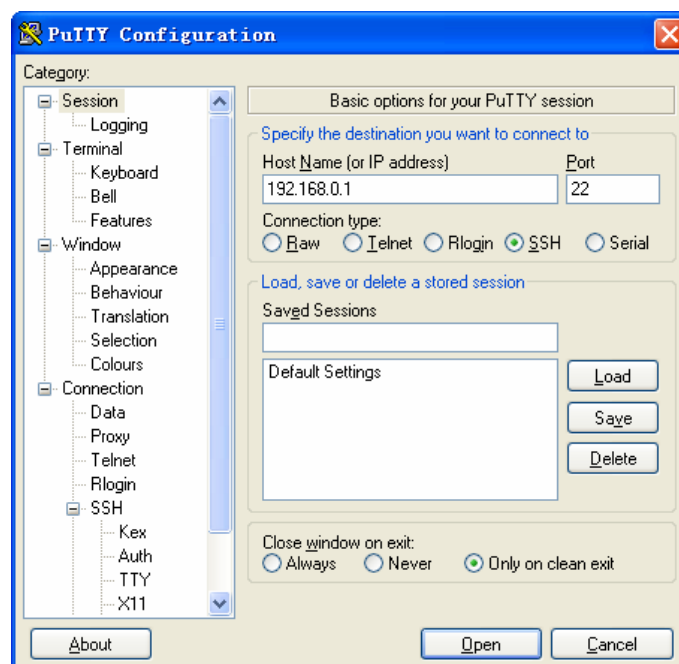 PuTTY Configuration
Category:
Session
Logging
Terminal
Keyboard
Bell
Features
Window
Appearance
Behaviour
Translation
Selection
Colours
Connection
Data
Proxy
Telnet
Rlogin
SSH
Kex
Auth
TTY
X11
Basic options for your PuTTY session
Specify the destination you want to connect to
Host Name (or IP address) Port
192.168.0.1 22
Connection type:
Raw Telnet Rlogin SSH Serial
Load, save or delete a stored session
Saved Sessions
Default Settings
Load
Save
Delete
Close window on exit:
Always Never Only on clean exit
About Open Cancel